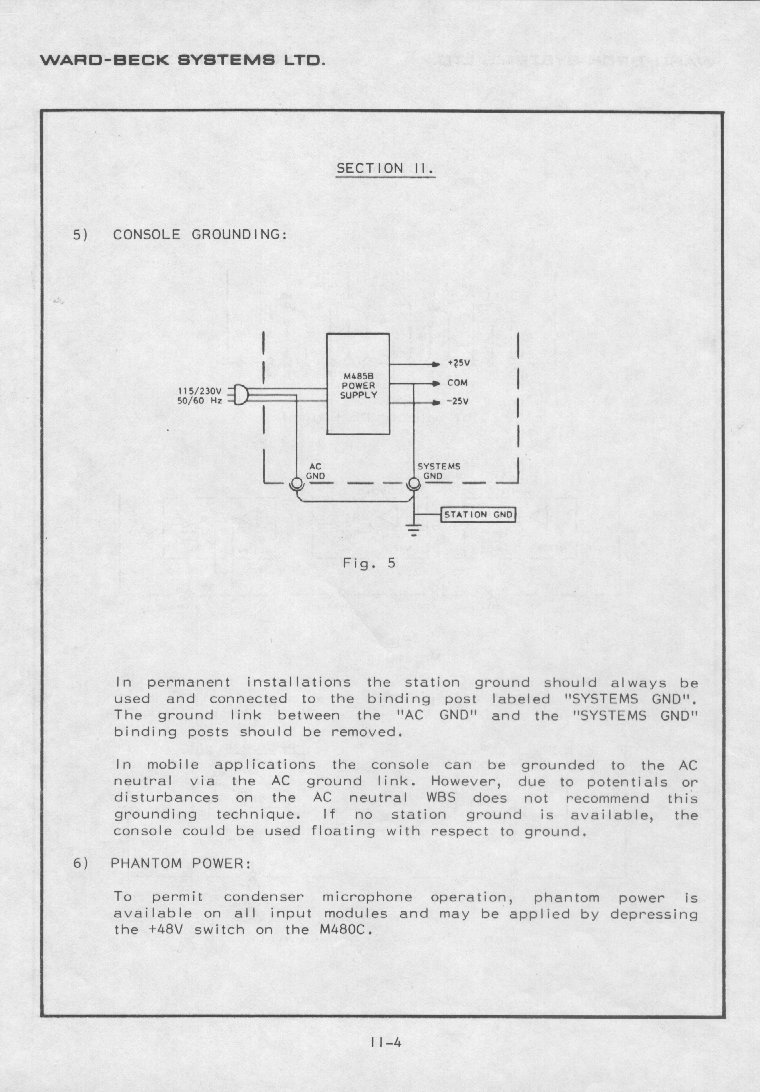 WARD-BECK SYSTEMS LTD.
SECTION II.
5) CONSOLE GROUNDING:
M485B
POWER
SUPPLY
+25V
COM
-25V
115/230V
50/60 Hz
AC
GND
SYSTEMS
GND
STATION GND
Fig. 5
In permanent installations the station ground should always be
used and connected to the binding post labeled "SYSTEMS GND".
The ground link between the "AC GND" and the "SYSTEMS GND"
binding posts should be removed.
In mobile applications the console can be grounded to the AC
neutral via the AC ground link. However, due to potentials or
disturbances on the AC neutral WBS does not recommend this
grounding technique. If no station ground is available, the
console could be used floating with respect to ground.
6) PHANTOM POWER:
To permit condenser microphone operation, phantom power is
available on all input modules and may be applied by depressing
the +48V switch on the M480C.
II-4